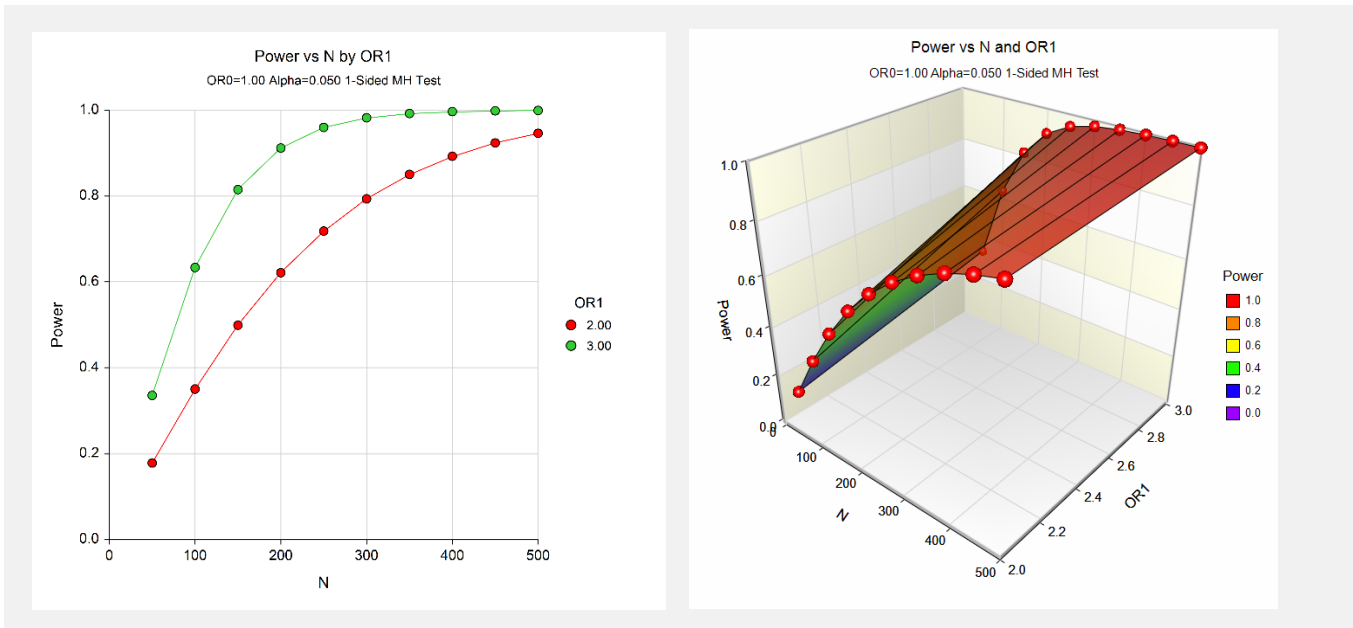 Power vs N by OR1
OR0=1.00 Alpha=0.050 1-Sided MH Test
1.0
0.8
0.6
0.4
0.2
0.0
Power
0 100 200 300 400 500
N
OR1
2.00
3.00
Power vs N and OR1
OR0=1.00 Alpha=0.050 1-Sided MH Test
1.0
0.8
0.6
0.4
0.2
0.0
Power
0
100
200
300
400
500
N
2.0
2.2
2.4
2.6
2.8
3.0
OR1
Power
1.0
0.8
0.6
0.4
0.2
0.0